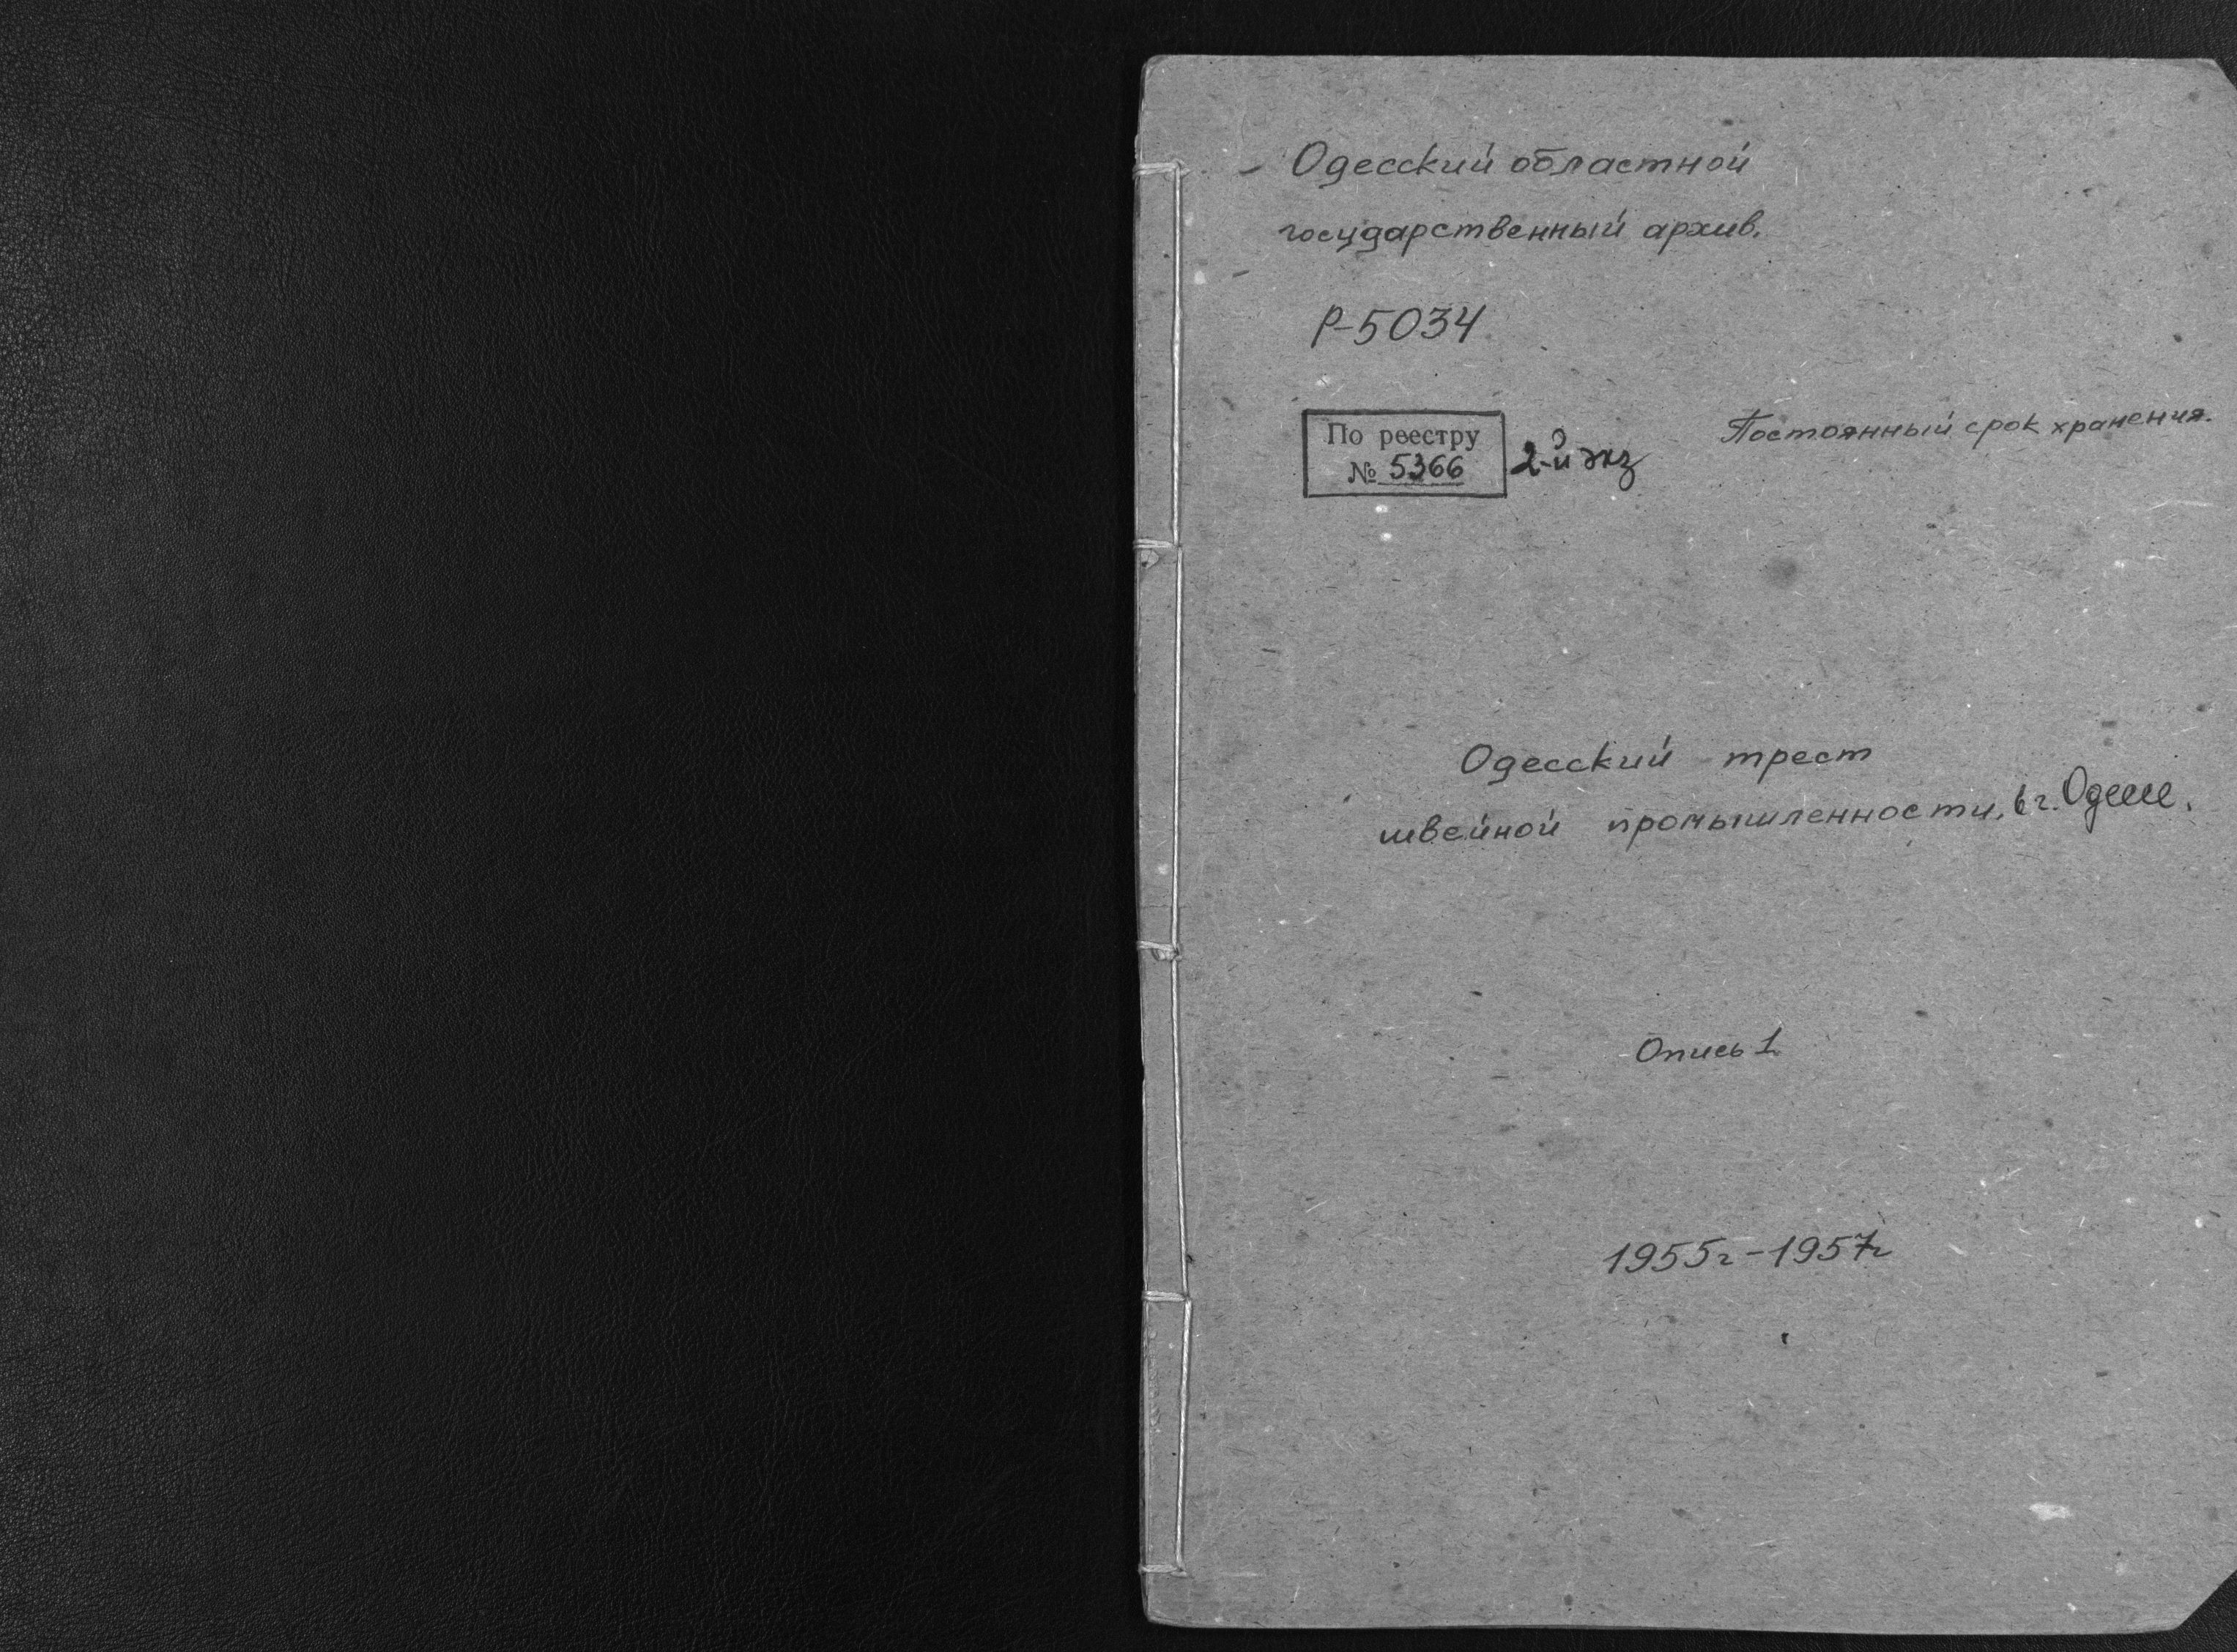 Одесский областной
государственный архив.
Р-5034
Постоянный срок хранения.
По реестру
№ 5366
2-й экз
Одесский трест
швейной промышленности, в г. Одессе.
Опись 1
1955г-1957г